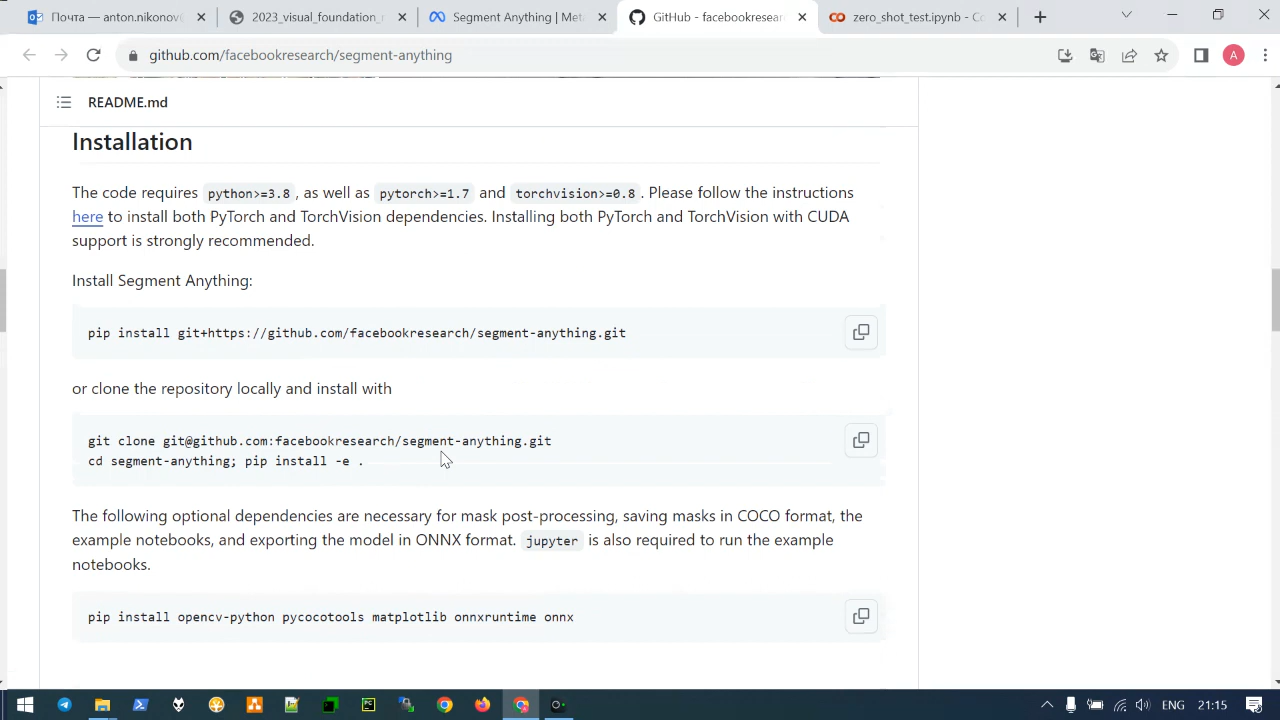 Почта — anton.nikonov
2023_visual_foundation_
Segment Anything | Met
GitHub - facebookresear
zero_shot_test.ipynb - Co
github.com/facebookresearch/segment-anything
A
README.md
Installation
The code requires python>=3.8, as well as pytorch>=1.7 and torchvision>=0.8. Please follow the instructions
here to install both PyTorch and TorchVision dependencies. Installing both PyTorch and TorchVision with CUDA
support is strongly recommended.
Install Segment Anything:
pip install git+https://github.com/facebookresearch/segment-anything.git
or clone the repository locally and install with
git clone git@github.com:facebookresearch/segment-anything.git
cd segment-anything; pip install -e .
The following optional dependencies are necessary for mask post-processing, saving masks in COCO format, the
example notebooks, and exporting the model in ONNX format. jupyter is also required to run the example
notebooks.
pip install opencv-python pycocotools matplotlib onnxruntime onnx
ENG 21:15